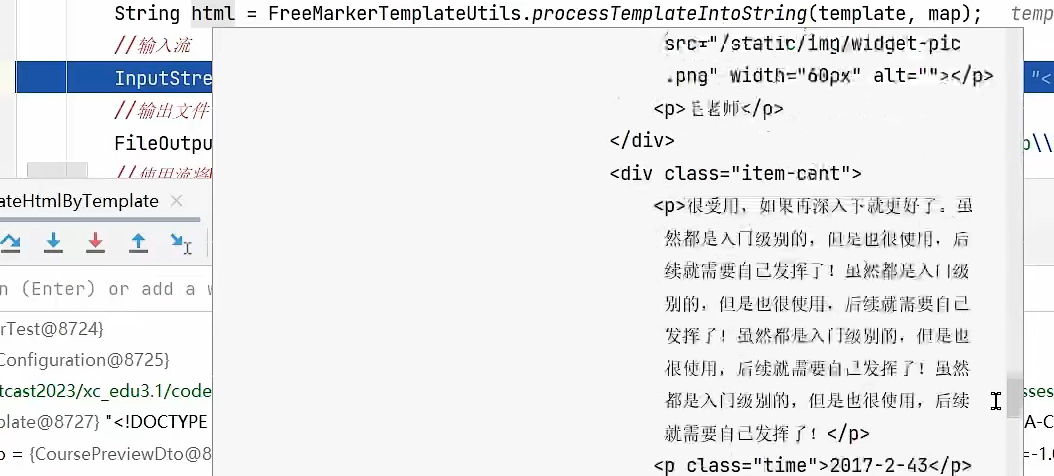 String html = FreeMarkerTemplateUtils.processTemplateIntoString(template, map); temp
//输入流
src="/static/img/widget-pic
InputStre
.png" width="60px" alt=""></p>
"<
//输出文件
<p>毛老师</p>
FileOutpu
</div>
p\\
//使用流将
<div class="item-cent">
ateHtmlByTemplate
<p>很受用，如果再深入下就更好了。虽
然都是入门级别的，但是也很使用，后
续就需要自己发挥了！虽然都是入门级
n (Enter) or add a w
别的，但是也很使用，后续就需要自己
rTest@8724}
发挥了！虽然都是入门级别的，但是也
Configuration@8725}
很使用，后续就需要自己发挥了！虽然
tcast2023/xc_edu3.1/code
sses
都是入门级别的，但是也很使用，后续
plate@8727} "<!DOCTYPE
A-C
就需要自己发挥了！</p>
o = {CoursePreviewDto@8
=-1.0
<p class="time">2017-2-43</p>